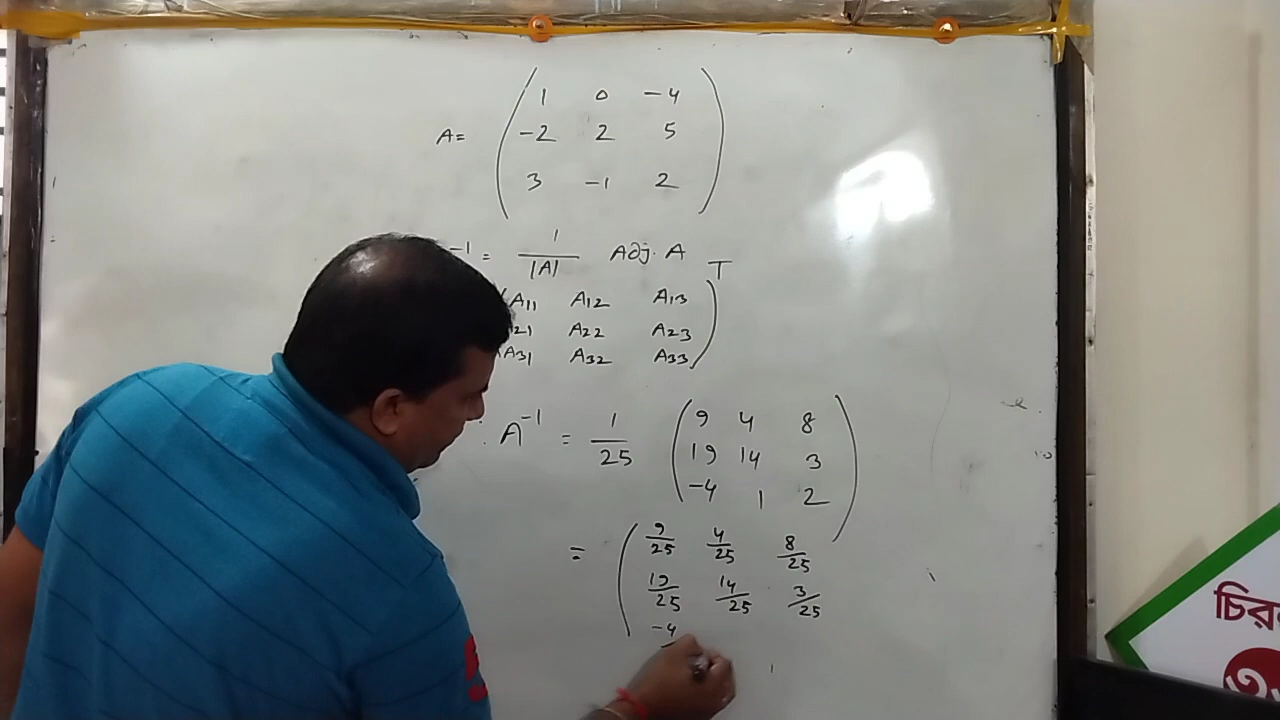 1 0 -4
A= -2 2 5
3 -1 2
-1 = 1/|A| Adj. A
T
A11 A12 A13
21 A22 A23
A31 A32 A33
∴ A^-1 = 1/25 (9 4 8
19 14 3
-4 1 2)
= (9/25 4/25 8/25
19/25 14/25 3/25
-4